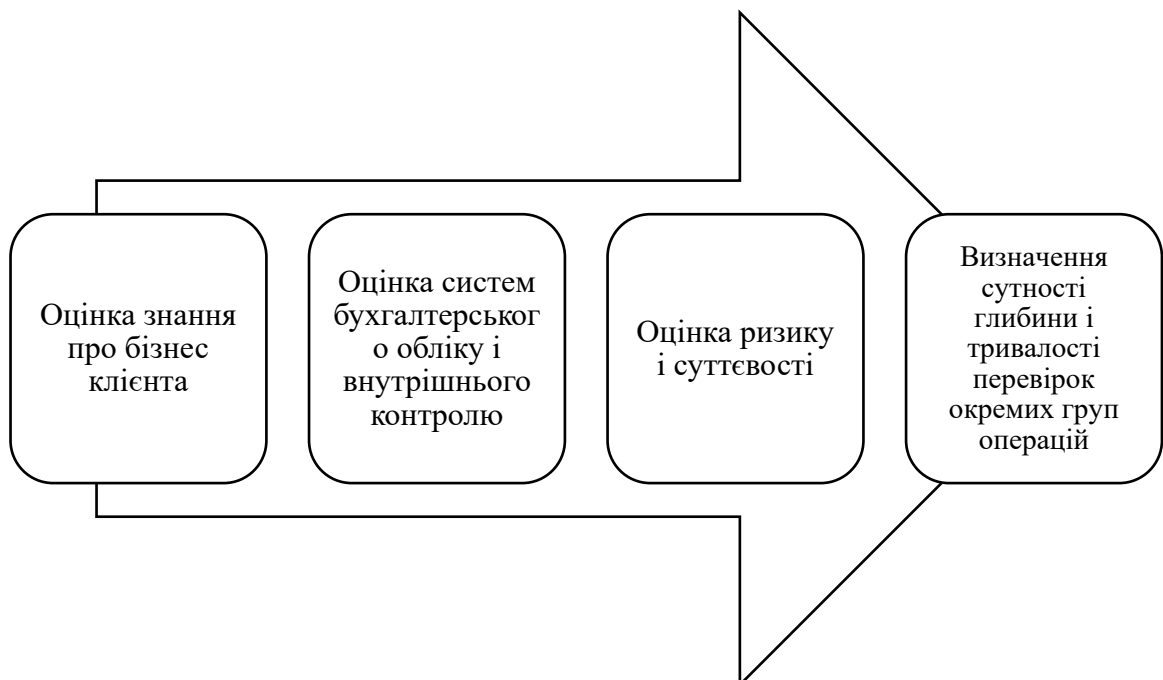 Оцінка знання
про бізнес
клієнта
Оцінка систем
бухгалтерськог
о обліку і
внутрішнього
контролю
Оцінка ризику
і суттєвості
Визначення
сутності
глибини і
тривалості
перевірок
окремих груп
операцій